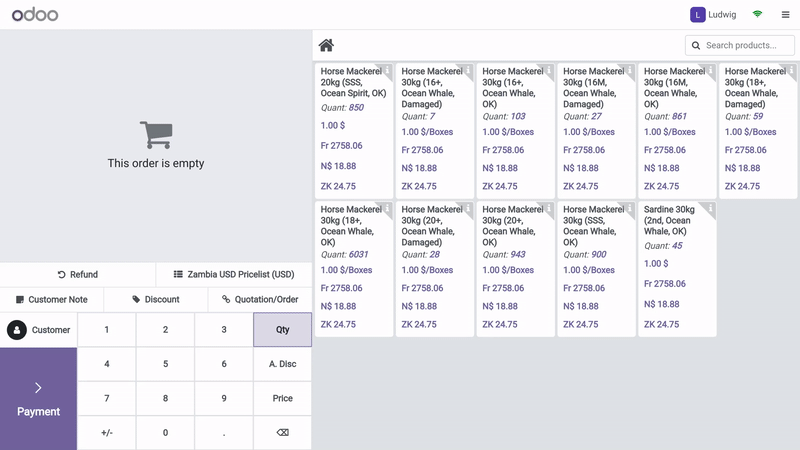 odoo
L Ludwig
Search products...
Horse Mackerel
20kg (SSS,
Ocean Spirit, OK)
Quant: 850
1.00 $
Fr 2758.06
N$ 18.88
ZK 24.75
Horse Mackerel
30kg (16+,
Ocean Whale,
Damaged)
Quant: 7
1.00 $/Boxes
Fr 2758.06
N$ 18.88
ZK 24.75
Horse Mackerel
30kg (16+,
Ocean Whale,
OK)
Quant: 103
1.00 $/Boxes
Fr 2758.06
N$ 18.88
ZK 24.75
Horse Mackerel
30kg (16M,
Ocean Whale,
Damaged)
Quant: 27
1.00 $/Boxes
Fr 2758.06
N$ 18.88
ZK 24.75
Horse Mackerel
30kg (16M,
Ocean Whale,
OK)
Quant: 861
1.00 $/Boxes
Fr 2758.06
N$ 18.88
ZK 24.75
Horse Mackerel
30kg (18+,
Ocean Whale,
Damaged)
Quant: 59
1.00 $/Boxes
Fr 2758.06
N$ 18.88
ZK 24.75
Horse Mackerel
30kg (18+,
Ocean Whale,
OK)
Quant: 6031
1.00 $/Boxes
Fr 2758.06
N$ 18.88
ZK 24.75
Horse Mackerel
30kg (20+,
Ocean Whale,
Damaged)
Quant: 28
1.00 $/Boxes
Fr 2758.06
N$ 18.88
ZK 24.75
Horse Mackerel
30kg (20+,
Ocean Whale,
OK)
Quant: 943
1.00 $/Boxes
Fr 2758.06
N$ 18.88
ZK 24.75
Horse Mackerel
30kg (SSS,
Ocean Whale,
OK)
Quant: 900
1.00 $/Boxes
Fr 2758.06
N$ 18.88
ZK 24.75
Sardine 30kg
(2nd, Ocean
Whale, OK)
Quant: 45
1.00 $
Fr 2758.06
N$ 18.88
ZK 24.75
This order is empty
Refund
Zambia USD Pricelist (USD)
Customer Note
Discount
Quotation/Order
Customer
1 2 3 Qty
4 5 6 A. Disc
7 8 9 Price
+/- 0 .
Payment